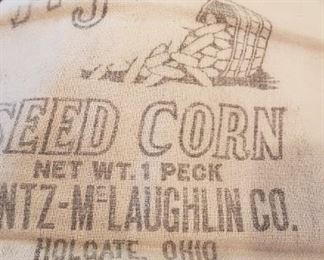 SEED CORN
NET WT. 1 PECK
NTZ-McLAUGHLIN CO.
HOLGATE, OHIO